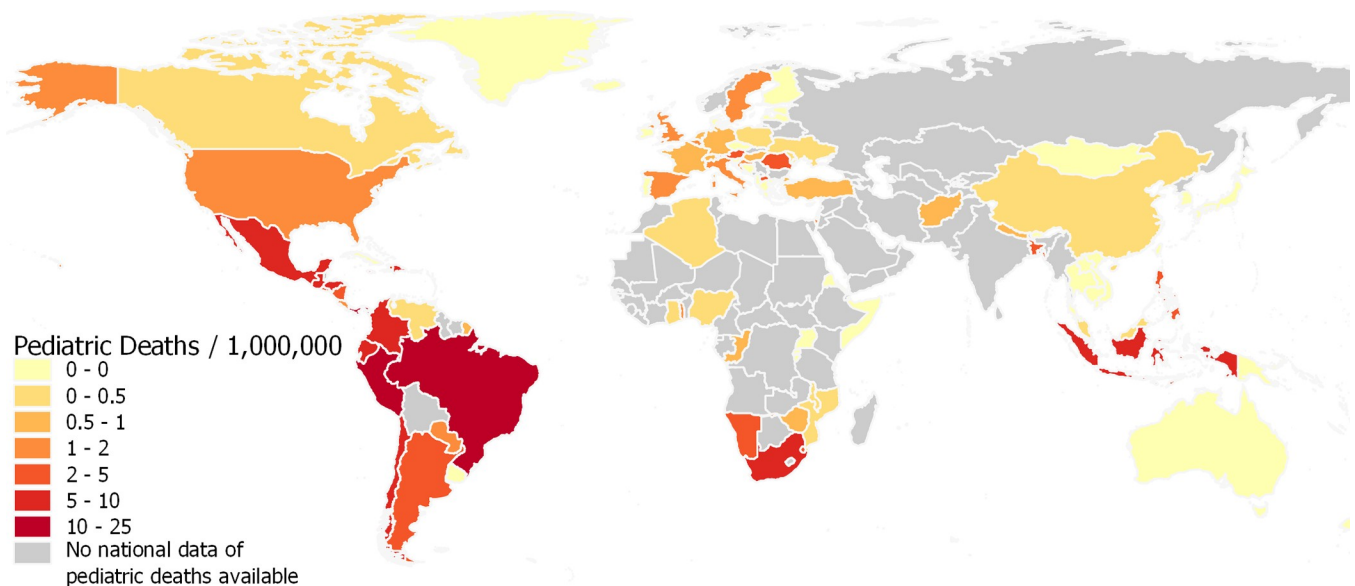 Pediatric Deaths / 1,000,000
0 - 0
0 - 0.5
0.5 - 1
1 - 2
2 - 5
5 - 10
10 - 25
No national data of
pediatric deaths available